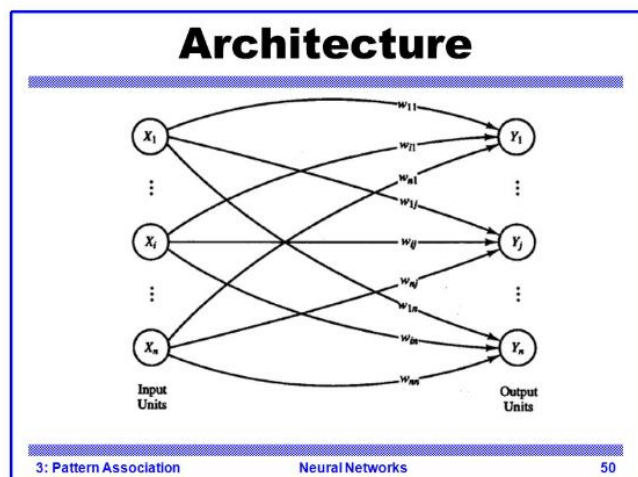 Architecture
X1
Xi
Xn
⋮
⋮
w11
wi1
wn1
w1j
wij
wnj
w1n
win
wnn
Y1
Yj
Yn
⋮
⋮
Input
Units
Output
Units
3: Pattern Association Neural Networks 50